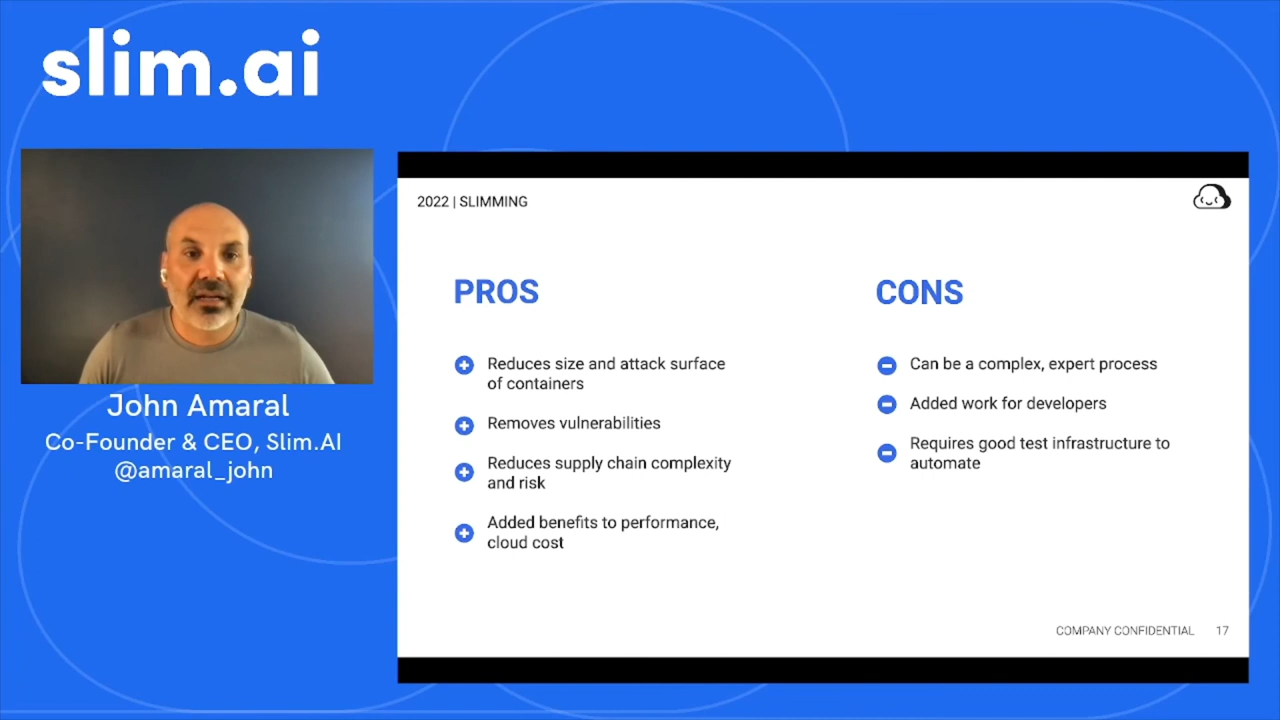 slim.ai
John Amaral
Co-Founder & CEO, Slim.AI
@amaral_john
2022 | SLIMMING
PROS
Reduces size and attack surface
of containers
Removes vulnerabilities
Reduces supply chain complexity
and risk
Added benefits to performance,
cloud cost
CONS
Can be a complex, expert process
Added work for developers
Requires good test infrastructure to
automate
COMPANY CONFIDENTIAL 17